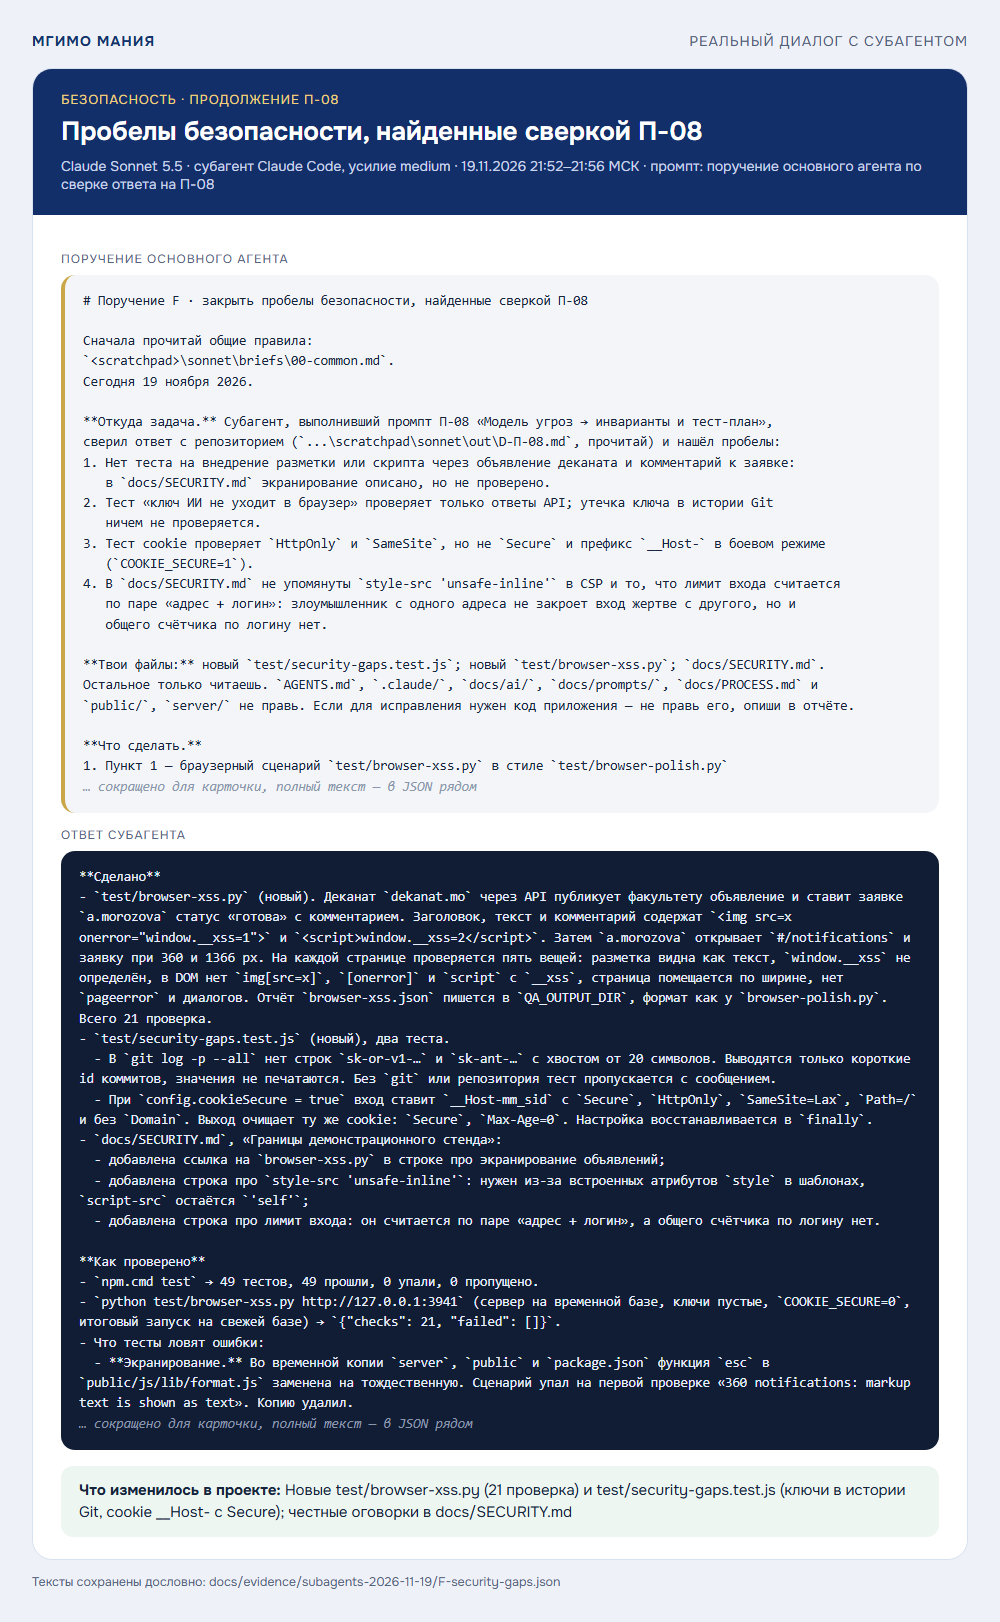 МГИМО МАНИЯ
РЕАЛЬНЫЙ ДИАЛОГ С СУБАГЕНТОМ
БЕЗОПАСНОСТЬ · ПРОДОЛЖЕНИЕ П-08
Пробелы безопасности, найденные сверкой П-08
Claude Sonnet 5.5 · субагент Claude Code, усилие medium · 19.11.2026 21:52–21:56 МСК · промпт: поручение основного агента по
сверке ответа на П-08
ПОРУЧЕНИЕ ОСНОВНОГО АГЕНТА
# Поручение F · закрыть пробелы безопасности, найденные сверкой П-08
Сначала прочитай общие правила:
`<scratchpad>\sonnet\briefs\00-common.md`.
Сегодня 19 ноября 2026.
**Откуда задача.** Субагент, выполнивший промпт П-08 «Модель угроз → инварианты и тест-план»,
сверил ответ с репозиторием (`...\scratchpad\sonnet\out\D-П-08.md`, прочитай) и нашёл пробелы:
1. Нет теста на внедрение разметки или скрипта через объявление деканата и комментарий к заявке:
в `docs/SECURITY.md` экранирование описано, но не проверено.
2. Тест «ключ ИИ не уходит в браузер» проверяет только ответы API; утечка ключа в истории Git
ничем не проверяется.
3. Тест cookie проверяет `HttpOnly` и `SameSite`, но не `Secure` и префикс `__Host-` в боевом режиме
(`COOKIE_SECURE=1`).
4. В `docs/SECURITY.md` не упомянуты `style-src 'unsafe-inline'` в CSP и то, что лимит входа считается
по паре «адрес + логин»: злоумышленник с одного адреса не закроет вход жертве с другого, но и
общего счётчика по логину нет.
**Твои файлы:** новый `test/security-gaps.test.js`; новый `test/browser-xss.py`; `docs/SECURITY.md`.
Остальное только читаешь. `AGENTS.md`, `.claude/`, `docs/ai/`, `docs/prompts/`, `docs/PROCESS.md` и
`public/`, `server/` не правь. Если для исправления нужен код приложения — не правь его, опиши в отчёте.
**Что сделать.**
1. Пункт 1 — браузерный сценарий `test/browser-xss.py` в стиле `test/browser-polish.py`
… сокращено для карточки, полный текст — в JSON рядом
ОТВЕТ СУБАГЕНТА
**Сделано**
- `test/browser-xss.py` (новый). Деканат `dekanat.mo` через API публикует факультету объявление и ставит заявке
`a.morozova` статус «готова» с комментарием. Заголовок, текст и комментарий содержат `<img src=x
onerror="window.__xss=1">` и `<script>window.__xss=2</script>`. Затем `a.morozova` открывает `#/notifications` и
заявку при 360 и 1366 px. На каждой странице проверяется пять вещей: разметка видна как текст, `window.__xss` не
определён, в DOM нет `img[src=x]`, `[onerror]` и `script` с `__xss`, страница помещается по ширине, нет
`pageerror` и диалогов. Отчёт `browser-xss.json` пишется в `QA_OUTPUT_DIR`, формат как у `browser-polish.py`.
Всего 21 проверка.
- `test/security-gaps.test.js` (новый), два теста.
- В `git log -p --all` нет строк `sk-or-v1-…` и `sk-ant-…` с хвостом от 20 символов. Выводятся только короткие
id коммитов, значения не печатаются. Без `git` или репозитория тест пропускается с сообщением.
- При `config.cookieSecure = true` вход ставит `__Host-mm_sid` с `Secure`, `HttpOnly`, `SameSite=Lax`, `Path=/`
и без `Domain`. Выход очищает ту же cookie: `Secure`, `Max-Age=0`. Настройка восстанавливается в `finally`.
- `docs/SECURITY.md`, «Границы демонстрационного стенда»:
- добавлена ссылка на `browser-xss.py` в строке про экранирование объявлений;
- добавлена строка про `style-src 'unsafe-inline'`: нужен из-за встроенных атрибутов `style` в шаблонах,
`script-src` остаётся `'self'`;
- добавлена строка про лимит входа: он считается по паре «адрес + логин», а общего счётчика по логину нет.
**Как проверено**
- `npm.cmd test` → 49 тестов, 49 прошли, 0 упали, 0 пропущено.
- `python test/browser-xss.py http://127.0.0.1:3941` (сервер на временной базе, ключи пустые, `COOKIE_SECURE=0`,
итоговый запуск на свежей базе) → `{"checks": 21, "failed": []}`.
- Что тесты ловят ошибки:
- **Экранирование.** Во временной копии `server`, `public` и `package.json` функция `esc` в
`public/js/lib/format.js` заменена на тождественную. Сценарий упал на первой проверке «360 notifications: markup
text is shown as text». Копию удалил.
… сокращено для карточки, полный текст — в JSON рядом
Что изменилось в проекте: Новые test/browser-xss.py (21 проверка) и test/security-gaps.test.js (ключи в истории
Git, cookie __Host- с Secure); честные оговорки в docs/SECURITY.md
Тексты сохранены дословно: docs/evidence/subagents-2026-11-19/F-security-gaps.json